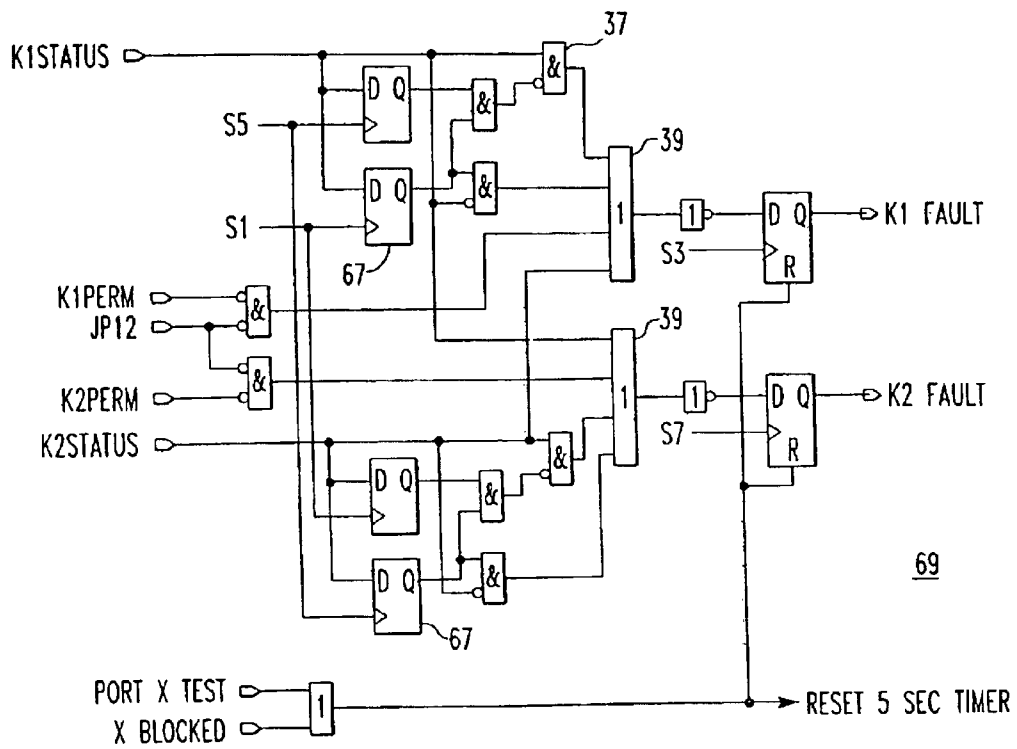 37
K1STATUS
&
D Q
&
S5
39
D Q
&
1
1
D Q
K1 FAULT
S1
S3
67
R
K1PERM
&
JP12
39
K2PERM
&
1
1
D Q
K2 FAULT
K2STATUS
S7
R
&
D Q
&
D Q
&
69
67
PORT X TEST
1
RESET 5 SEC TIMER
X BLOCKED